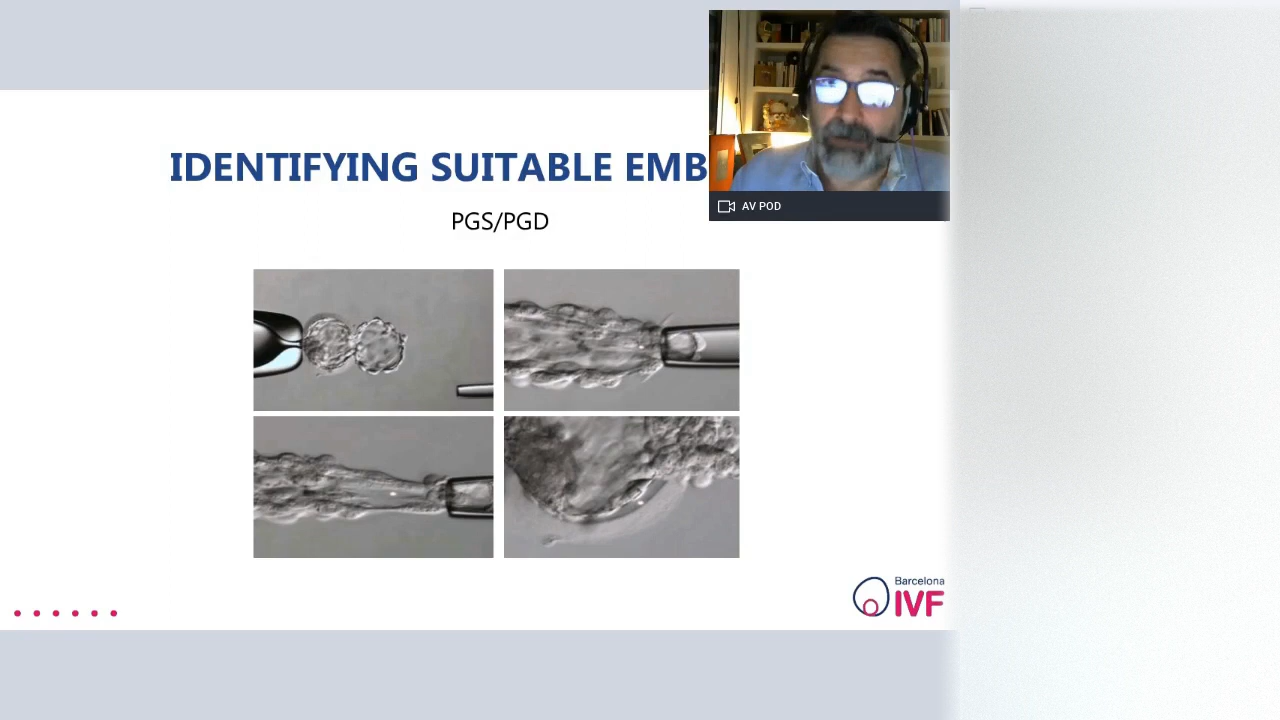 IDENTIFYING SUITABLE EMB
PGS/PGD
AV POD
Barcelona
IVF